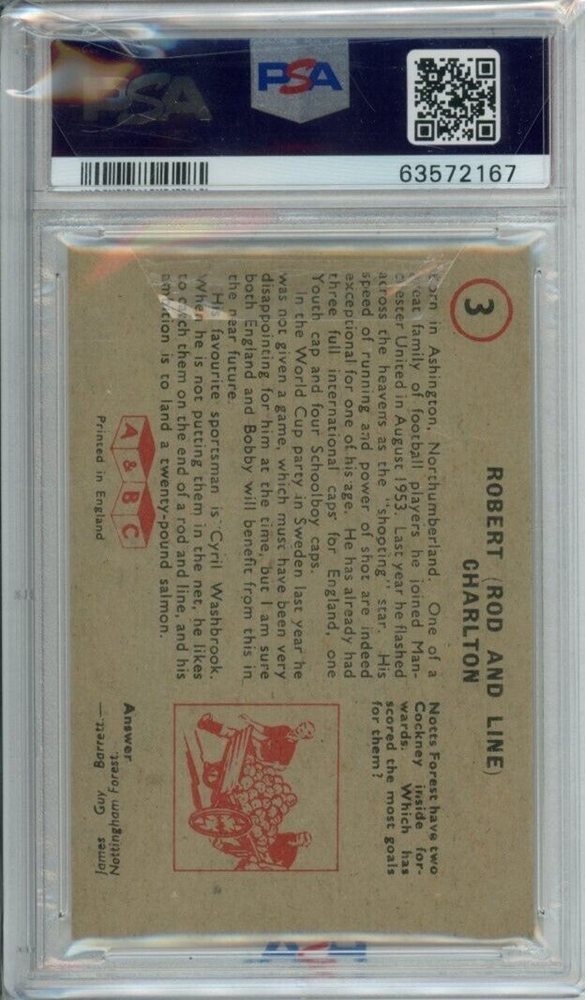 PSA
PSA
63572167
3
ROBERT (ROD AND LINE)
CHARLTON
orn in Ashington, Northumberland. One of a
reat family of football players he joined Man-
chester United in August 1953. Last year he flashed
across the heavens as the "shooting" star. His
speed of running and power of shot are indeed
exceptional for one of his age. He has already had
three full international caps for England, one
Youth cap and four Schoolboy caps.
In the World Cup party in Sweden last year he
was not given a game, which must have been very
disappointing for him at the time, but I am sure
both England and Bobby will benefit from this in
the near future.
His favourite sportsman is Cyril Washbrook.
When he is not putting them in the net, he likes
to catch them on the end of a rod and line, and his
ambition is to land a twenty-pound salmon.
A & B C
Printed in England
Notts Forest have two
Cockney inside for-
wards. Which has
scored the most goals
for them?
Answer
Nottingham Forest.
James Guy Barrett.—
PSA